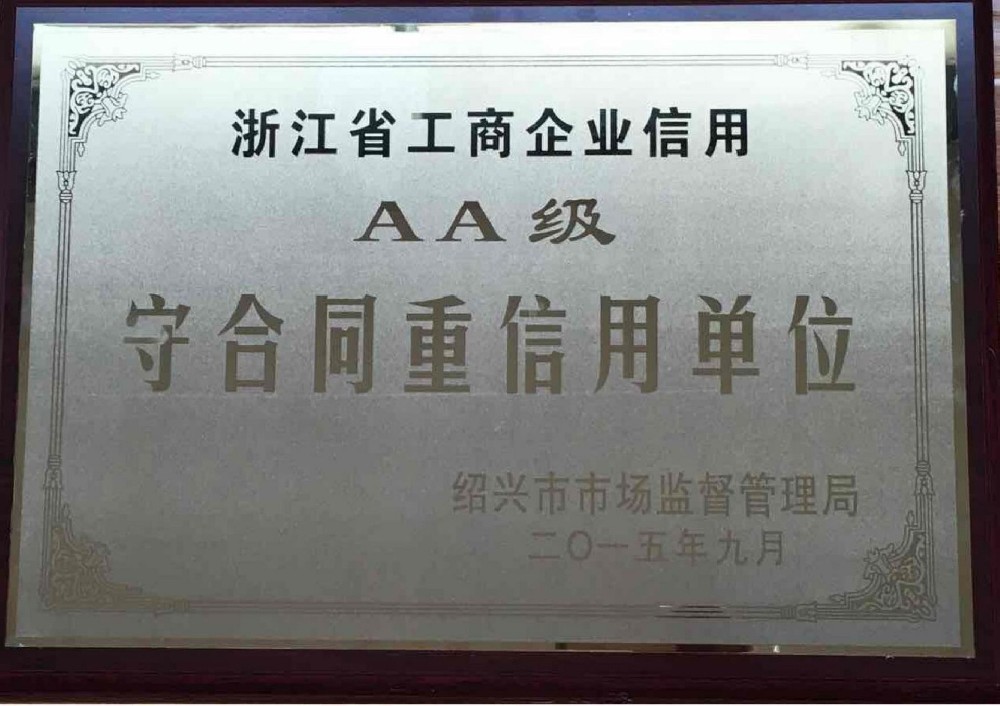 浙江省工商企业信用
AA级
守合同重信用单位
绍兴市市场监督管理局
二〇一五年九月